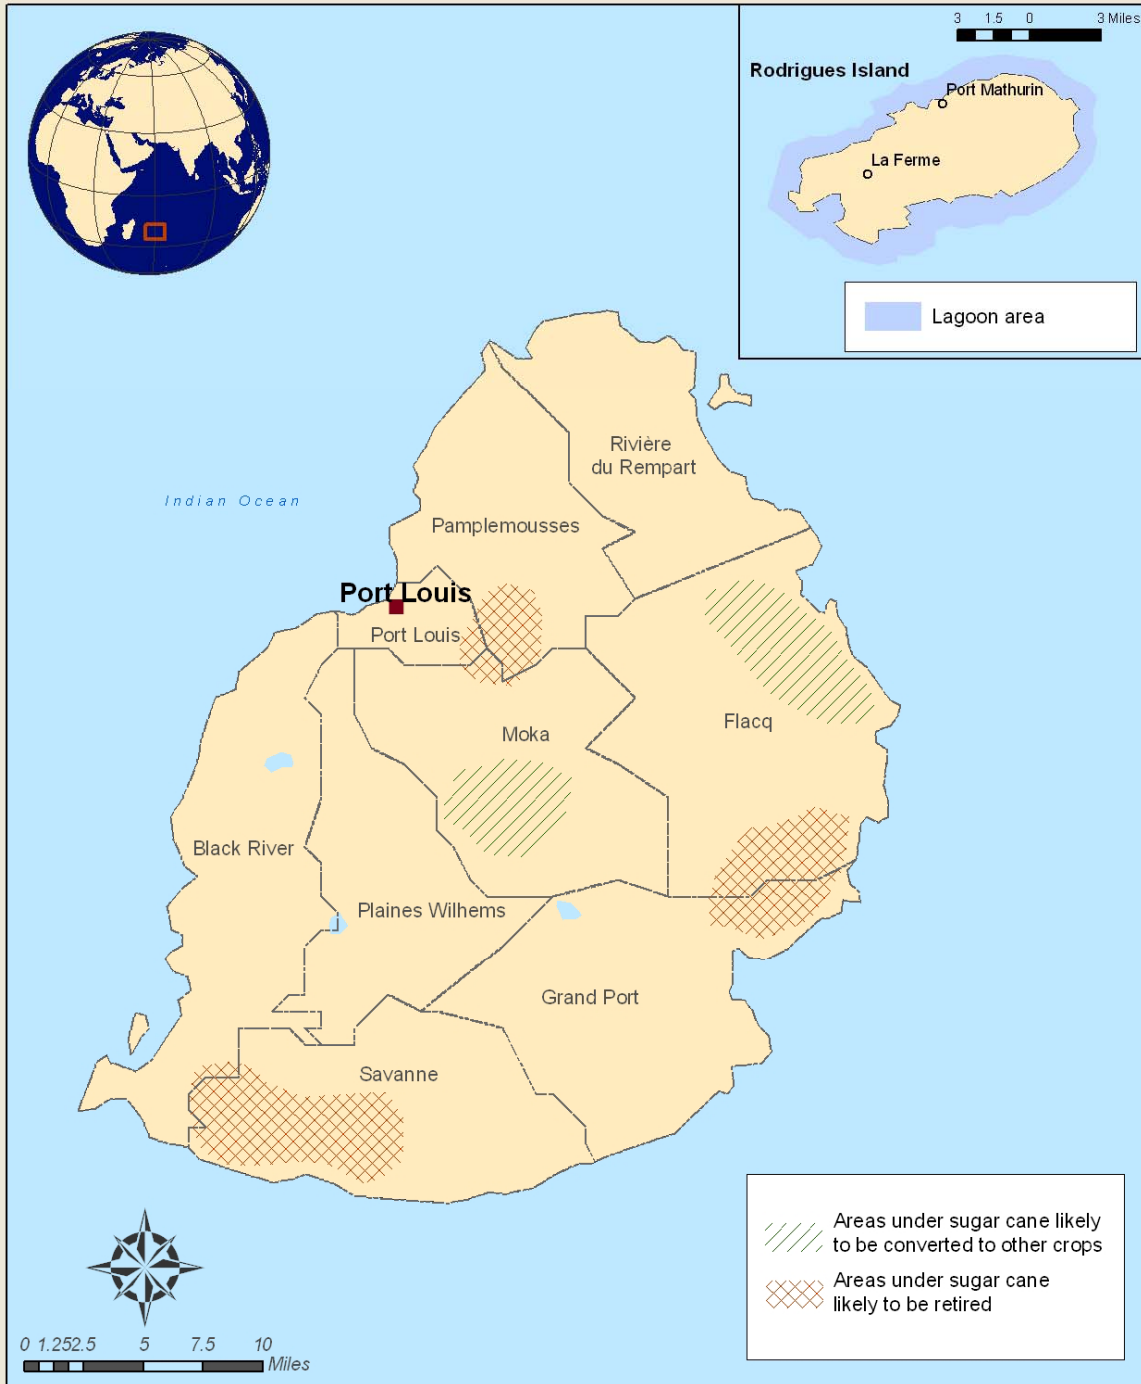 3 1.5 0 3 Miles
Rodrigues Island
Port Mathurin
La Ferme
Lagoon area
Rivière
du Rempart
Indian Ocean
Pamplemousses
Port Louis
Port Louis
Flacq
Moka
Black River
Plaines Wilhems
Grand Port
Savanne
Areas under sugar cane likely
to be converted to other crops
Areas under sugar cane
likely to be retired
0 1.252.5 5 7.5 10
Miles